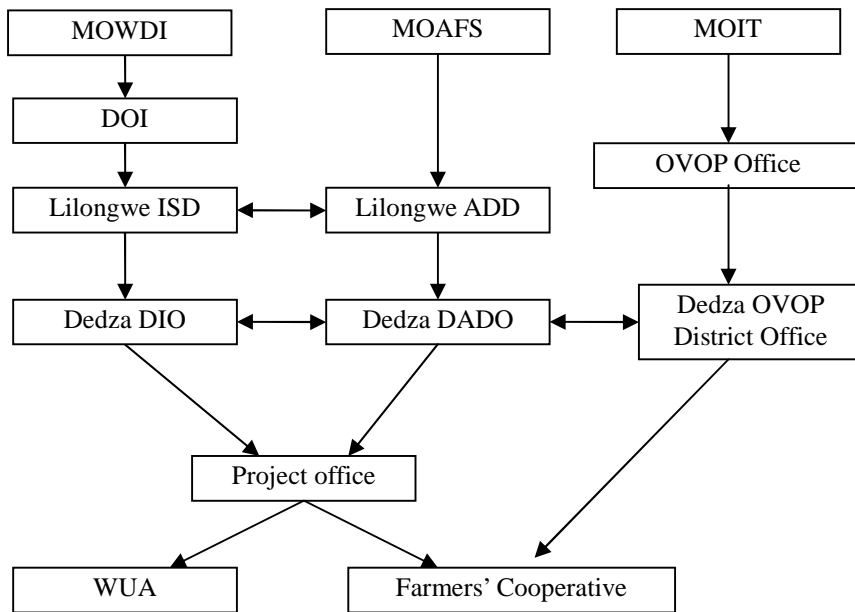 MOWDI
MOAFS
MOIT
DOI
OVOP Office
Lilongwe ISD
Lilongwe ADD
Dedza DIO
Dedza DADO
Dedza OVOP
District Office
Project office
WUA
Farmers’ Cooperative